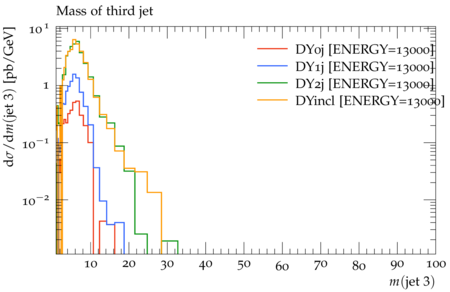 Mass of third jet
dσ/dm(jet 3) [pb/GeV]
10^1
1
10^−1
10^−2
DY0j [ENERGY=13000]
DY1j [ENERGY=13000]
DY2j [ENERGY=13000]
DYincl [ENERGY=13000]
10 20 30 40 50 60 70 80 90 100
m(jet 3)